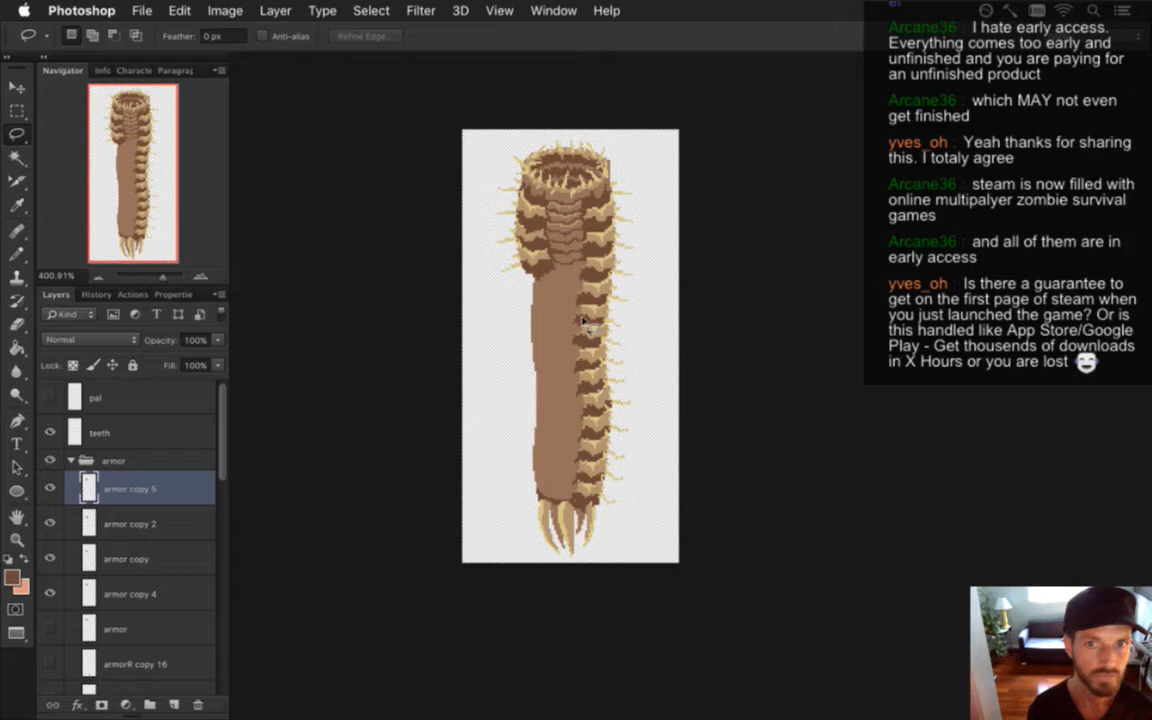 Photoshop File Edit Image Layer Type Select Filter 3D View Window Help
Feather: 0 px Anti-alias Refine Edge...
Navigator Info Charact Paragra
400.91%
Layers History Actions Propertie
Kind
Normal Opacity: 100%
Lock: Fill: 100%
pal
teeth
armor
armor copy 5
armor copy 2
armor copy
armor copy 4
armor
armorR copy 16
Arcane36 : I hate early access.
Everything comes too early and
unfinished and you are paying for
an unfinished product
Arcane36 : which MAY not even
get finished
yves_oh : Yeah thanks for sharing
this. I totaly agree
Arcane36 : steam is now filled with
online multipalyer zombie survival
games
Arcane36 : and all of them are in
early access
yves_oh : Is there a guarantee to
get on the first page of steam when
you just launched the game? Or is
this handled like App Store/Google
Play - Get thousends of downloads
in X Hours or you are lost